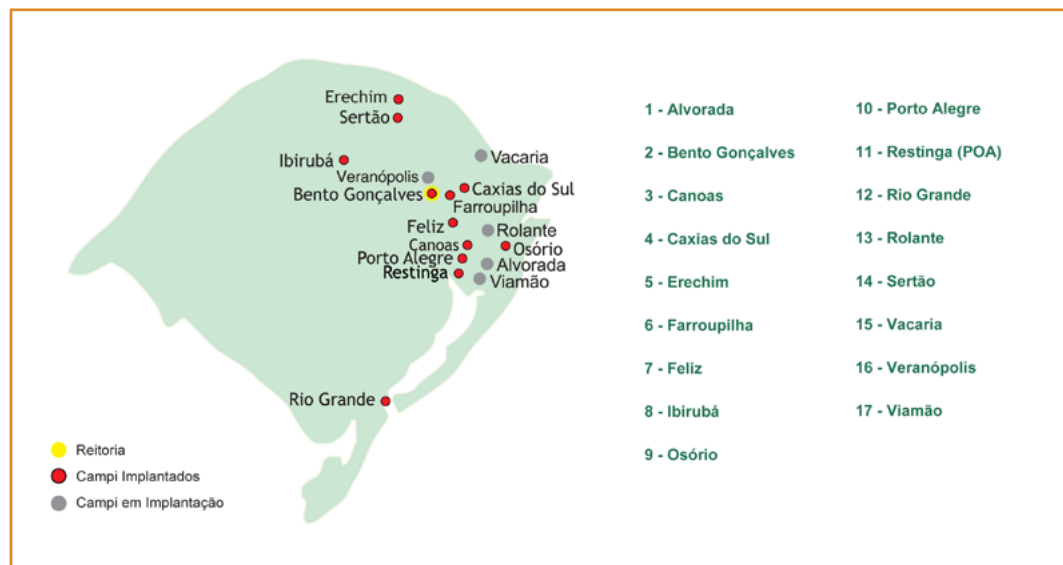 Erechim
Sertão
Ibirubá
Vacaria
Veranópolis
Bento Gonçalves
Caxias do Sul
Farroupilha
Feliz
Rolante
Canoas
Osório
Porto Alegre
Alvorada
Restinga
Viamão
Rio Grande
Reitoria
Campi Implantados
Campi em Implantação
1 - Alvorada
2 - Bento Gonçalves
3 - Canoas
4 - Caxias do Sul
5 - Erechim
6 - Farroupilha
7 - Feliz
8 - Ibirubá
9 - Osório
10 - Porto Alegre
11 - Restinga (POA)
12 - Rio Grande
13 - Rolante
14 - Sertão
15 - Vacaria
16 - Veranópolis
17 - Viamão